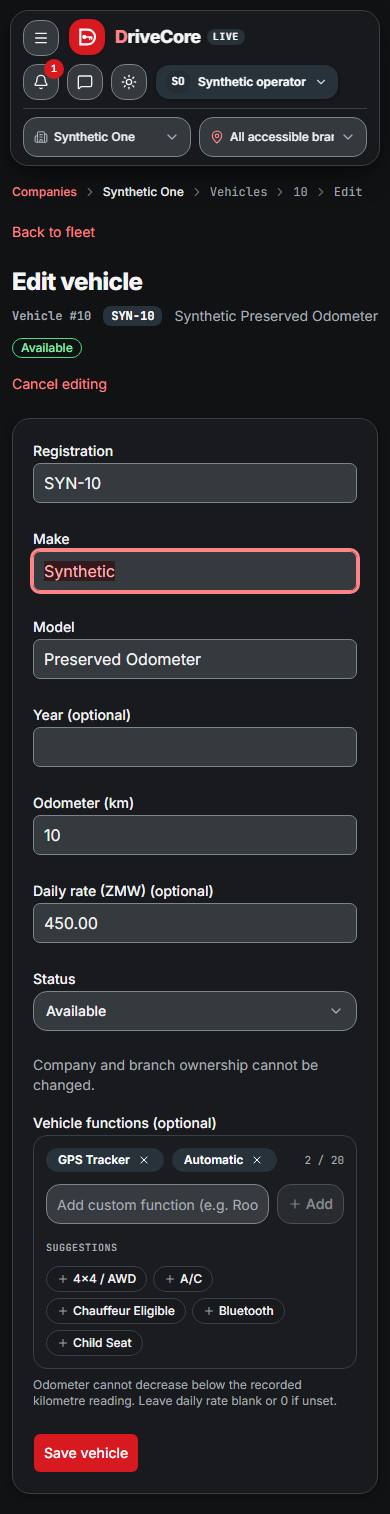 DriveCore LIVE
1
SO Synthetic operator
Synthetic One All accessible brar
Companies > Synthetic One > Vehicles > 10 > Edit
Back to fleet
Edit vehicle
Vehicle #10 SYN-10 Synthetic Preserved Odometer
Available
Cancel editing
Registration
SYN-10
Make
Synthetic
Model
Preserved Odometer
Year (optional)
Odometer (km)
10
Daily rate (ZMW) (optional)
450.00
Status
Available
Company and branch ownership cannot be
changed.
Vehicle functions (optional)
GPS Tracker × Automatic × 2 / 20
Add custom function (e.g. Roo + Add
SUGGESTIONS
+ 4×4 / AWD + A/C
+ Chauffeur Eligible + Bluetooth
+ Child Seat
Odometer cannot decrease below the recorded
kilometre reading. Leave daily rate blank or 0 if unset.
Save vehicle